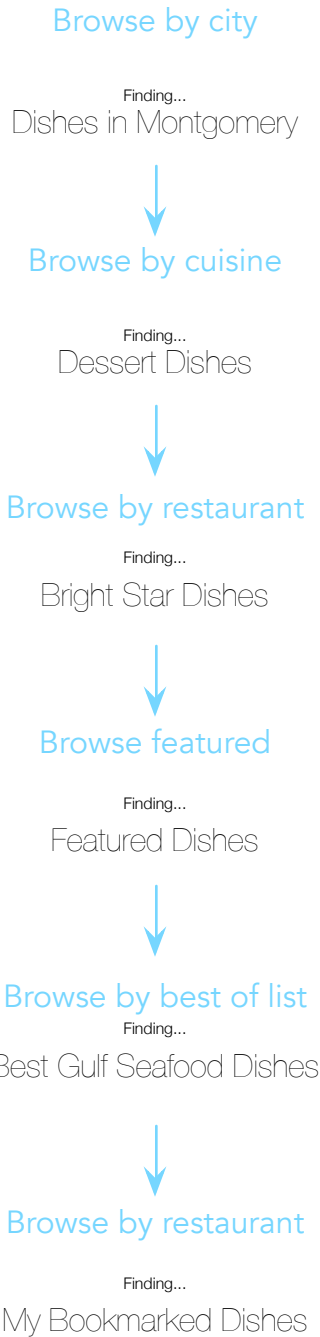 Browse by city
Finding...
Dishes in Montgomery
Browse by cuisine
Finding...
Dessert Dishes
Browse by restaurant
Finding...
Bright Star Dishes
Browse featured
Finding...
Featured Dishes
Browse by best of list
Finding...
Best Gulf Seafood Dishes
Browse by restaurant
Finding...
My Bookmarked Dishes